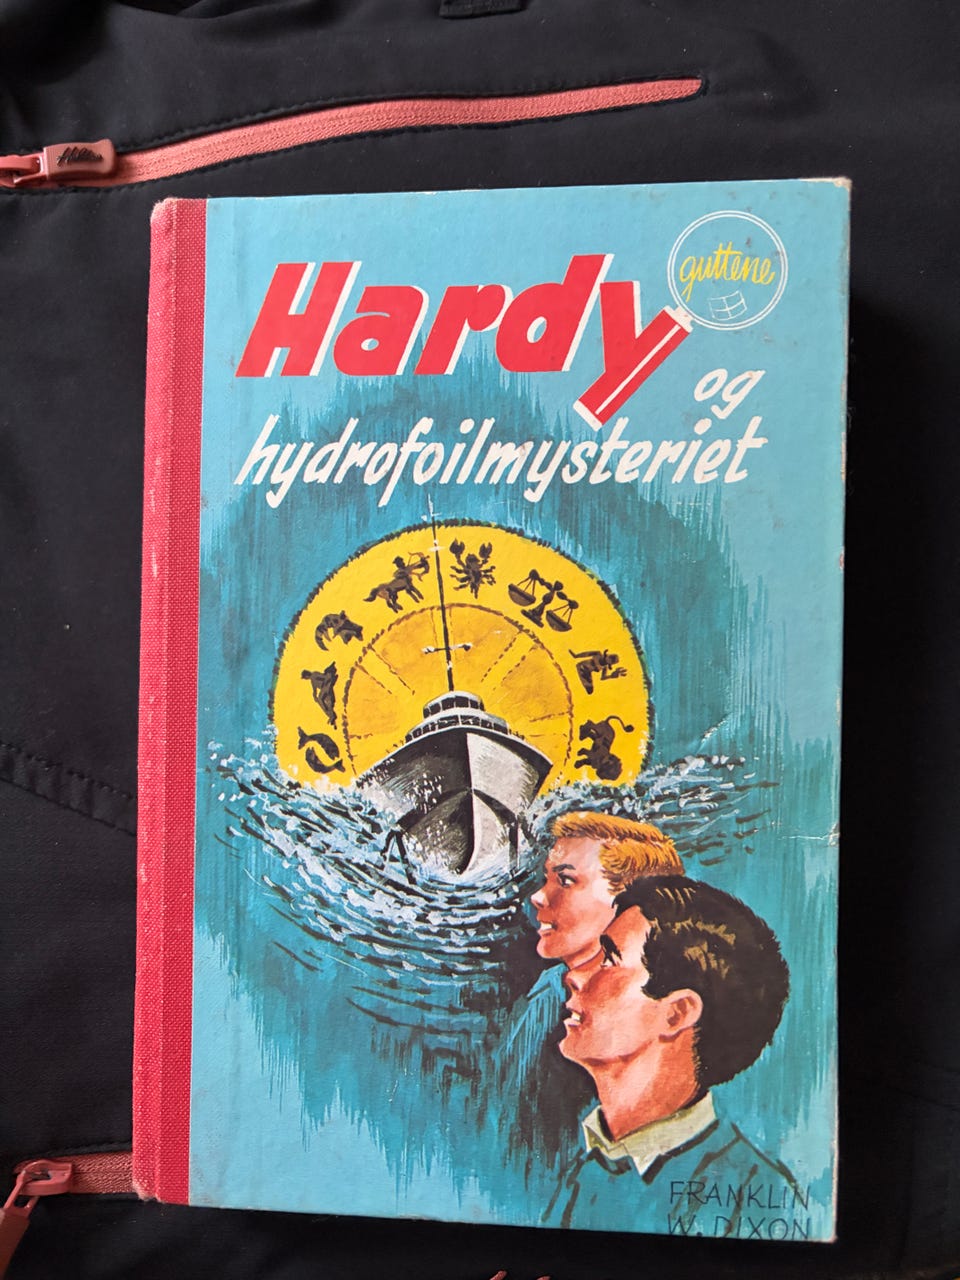 Hardy
guttene
og
hydrofoilmysteriet
FRANKLIN
W. DIXON